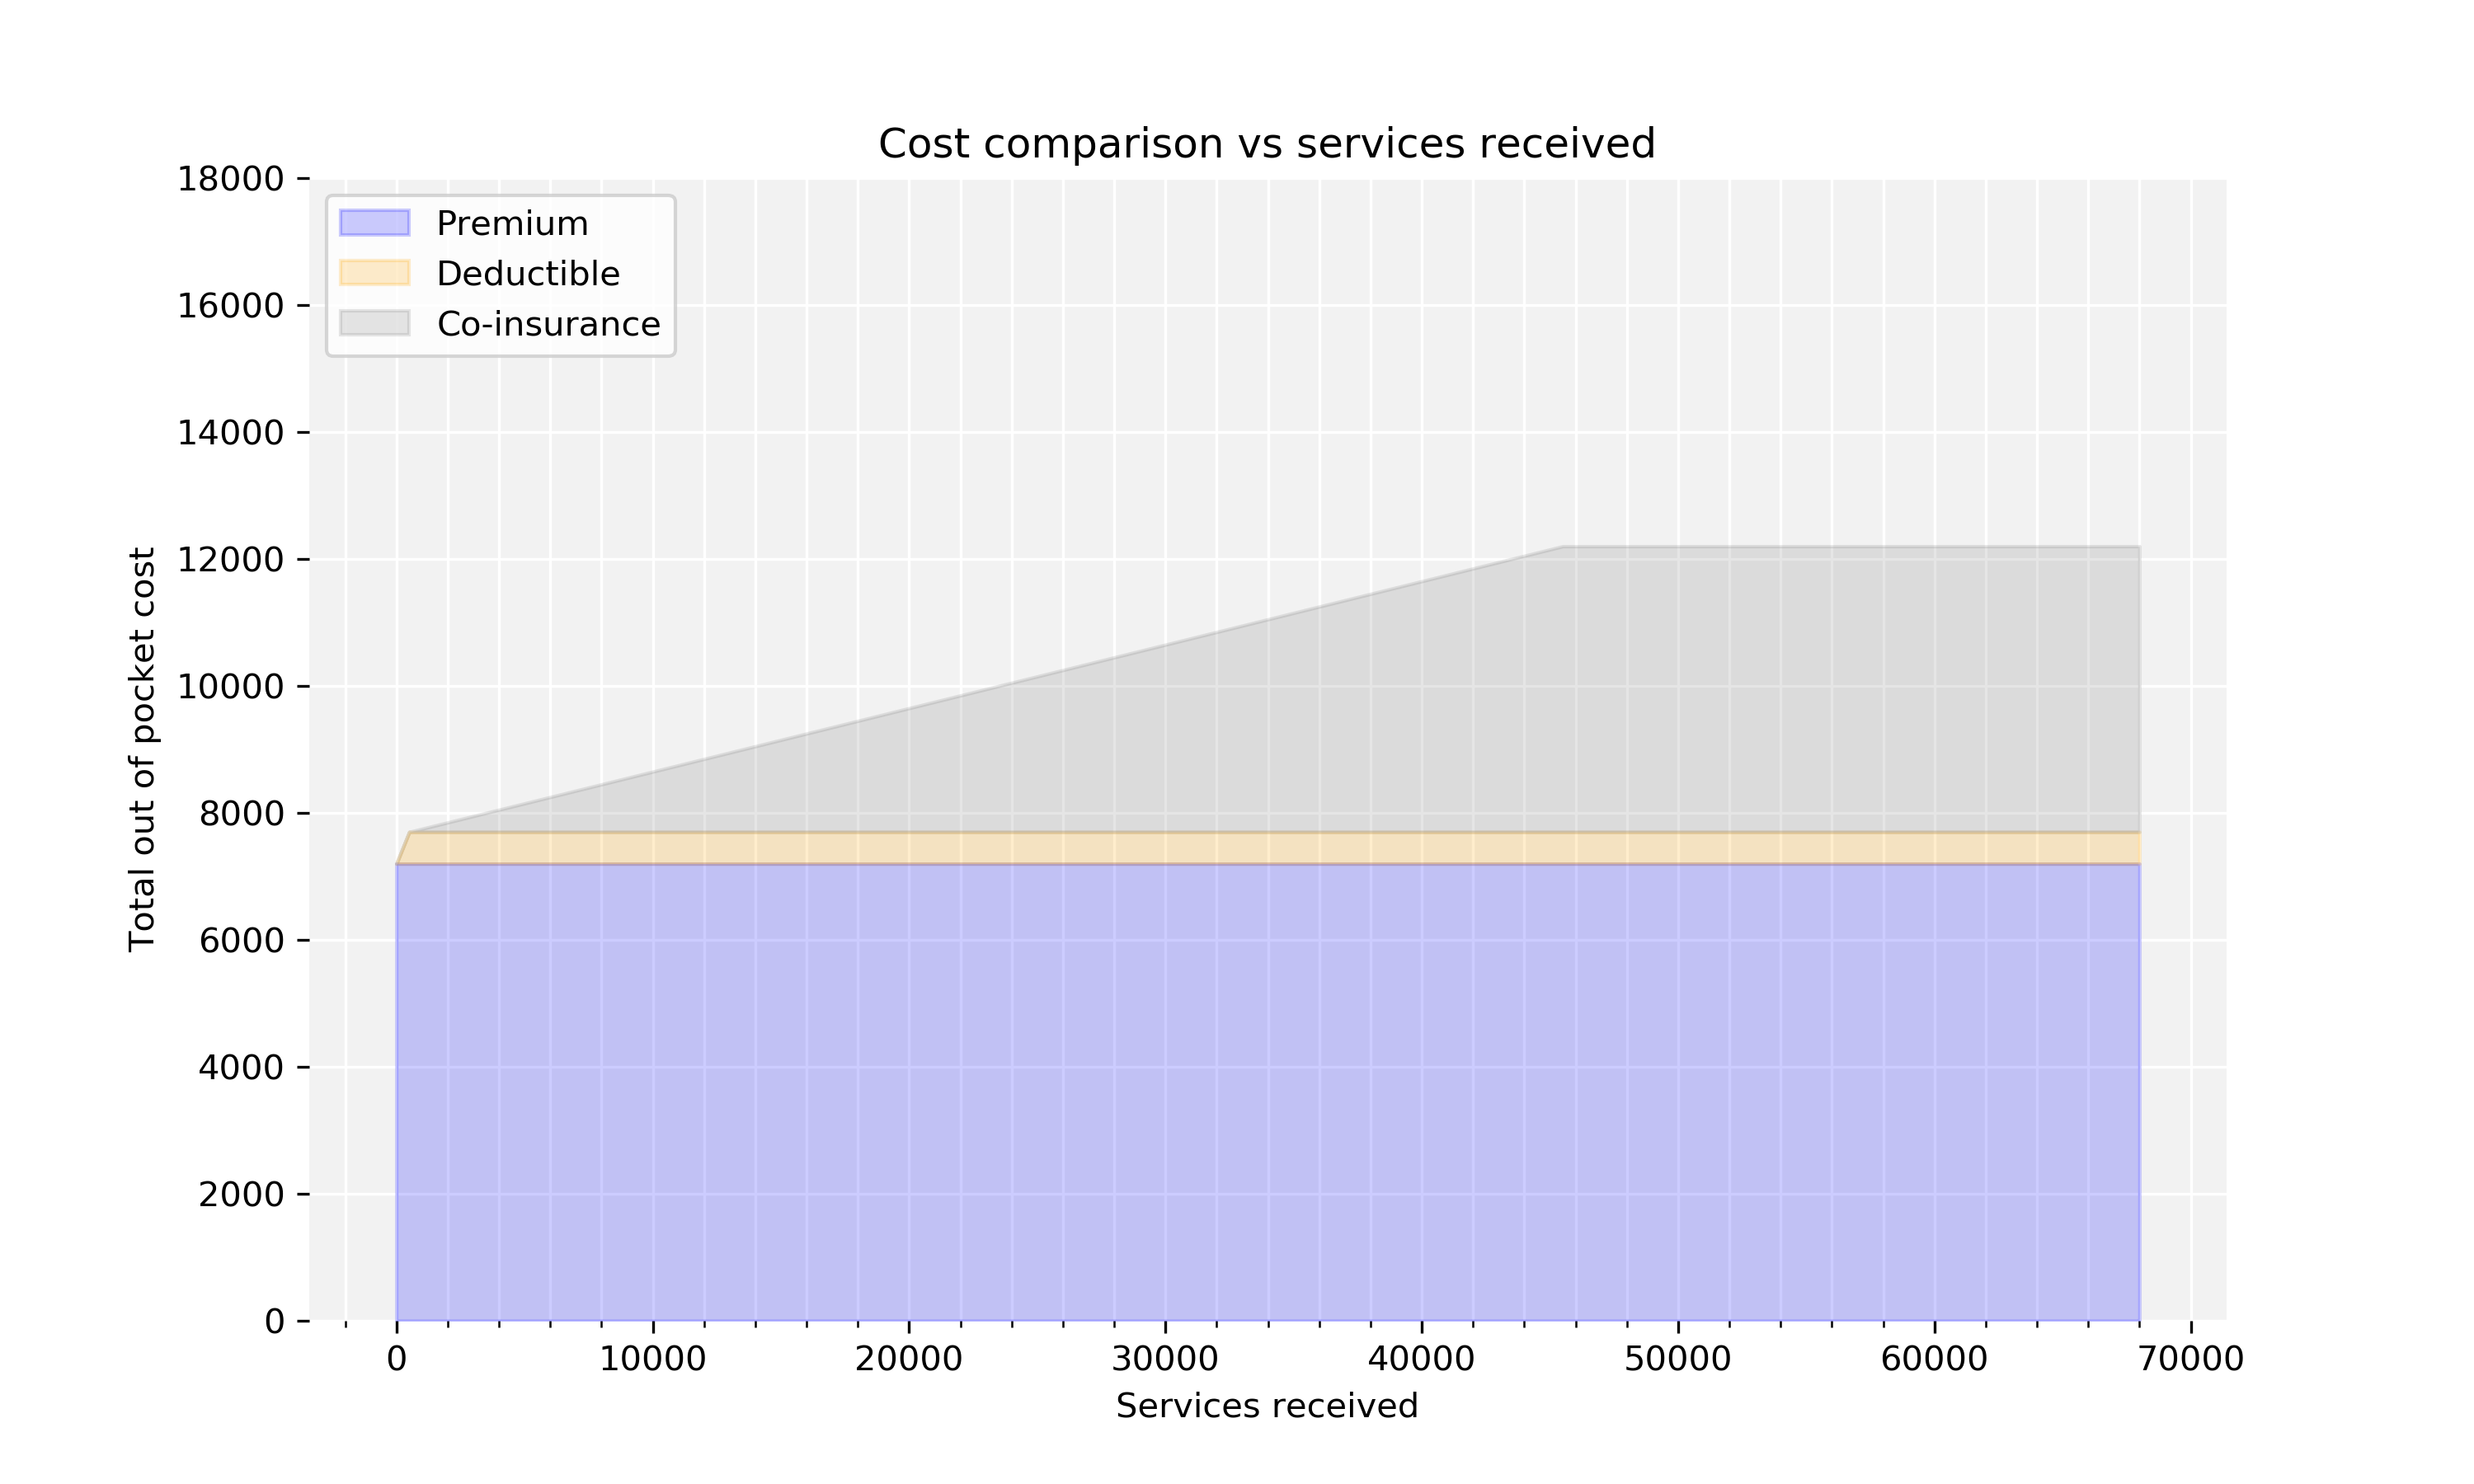 Cost comparison vs services received
18000
16000
14000
12000
10000
8000
6000
4000
2000
0
Total out of pocket cost
Premium
Deductible
Co-insurance
0 10000 20000 30000 40000 50000 60000 70000
Services received